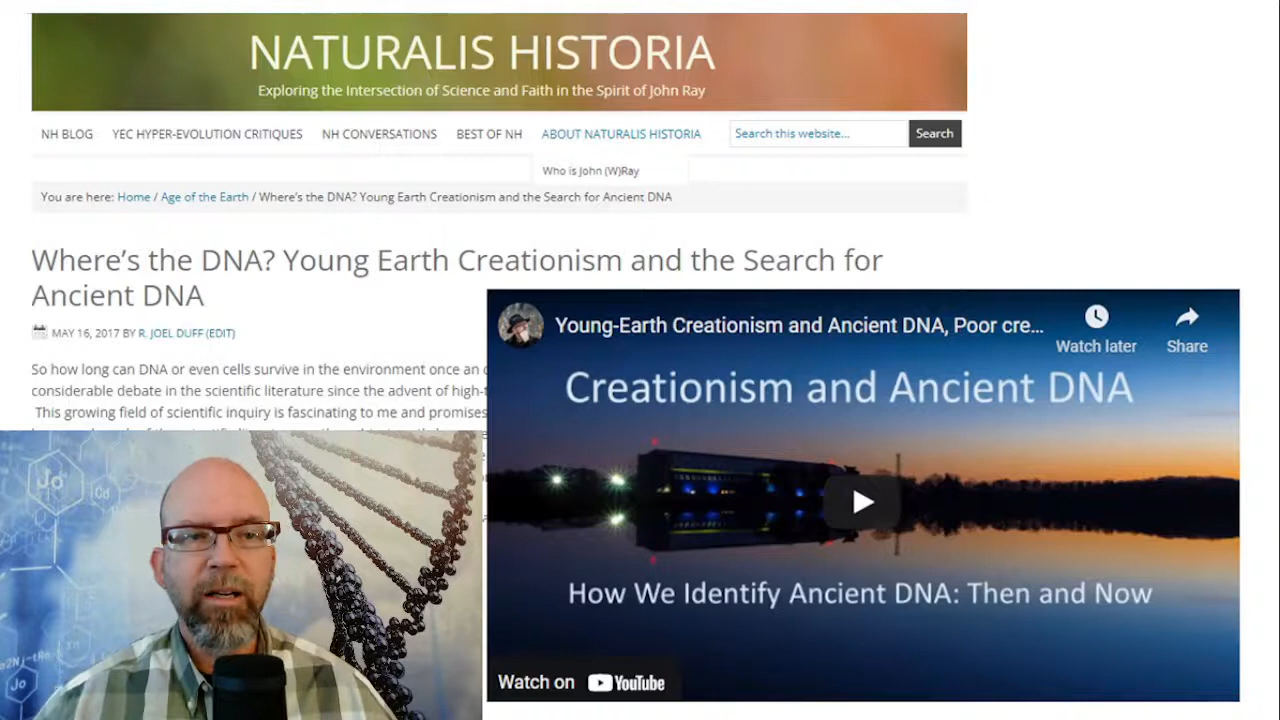 NATURALIS HISTORIA
Exploring the Intersection of Science and Faith in the Spirit of John Ray
NH BLOG YEC HYPER-EVOLUTION CRITIQUES NH CONVERSATIONS BEST OF NH ABOUT NATURALIS HISTORIA Search this website... Search
Who is John (W)Ray
You are here: Home / Age of the Earth / Where's the DNA? Young Earth Creationism and the Search for Ancient DNA
Where's the DNA? Young Earth Creationism and the Search for
Ancient DNA
MAY 16, 2017 BY R. JOEL DUFF (EDIT)
So how long can DNA or even cells survive in the environment once an
considerable debate in the scientific literature since the advent of high-
This growing field of scientific inquiry is fascinating to me and promises
Young-Earth Creationism and Ancient DNA, Poor cre...
Watch later
Share
Creationism and Ancient DNA
How We Identify Ancient DNA: Then and Now
Watch on YouTube
Jo
Cd
Jo